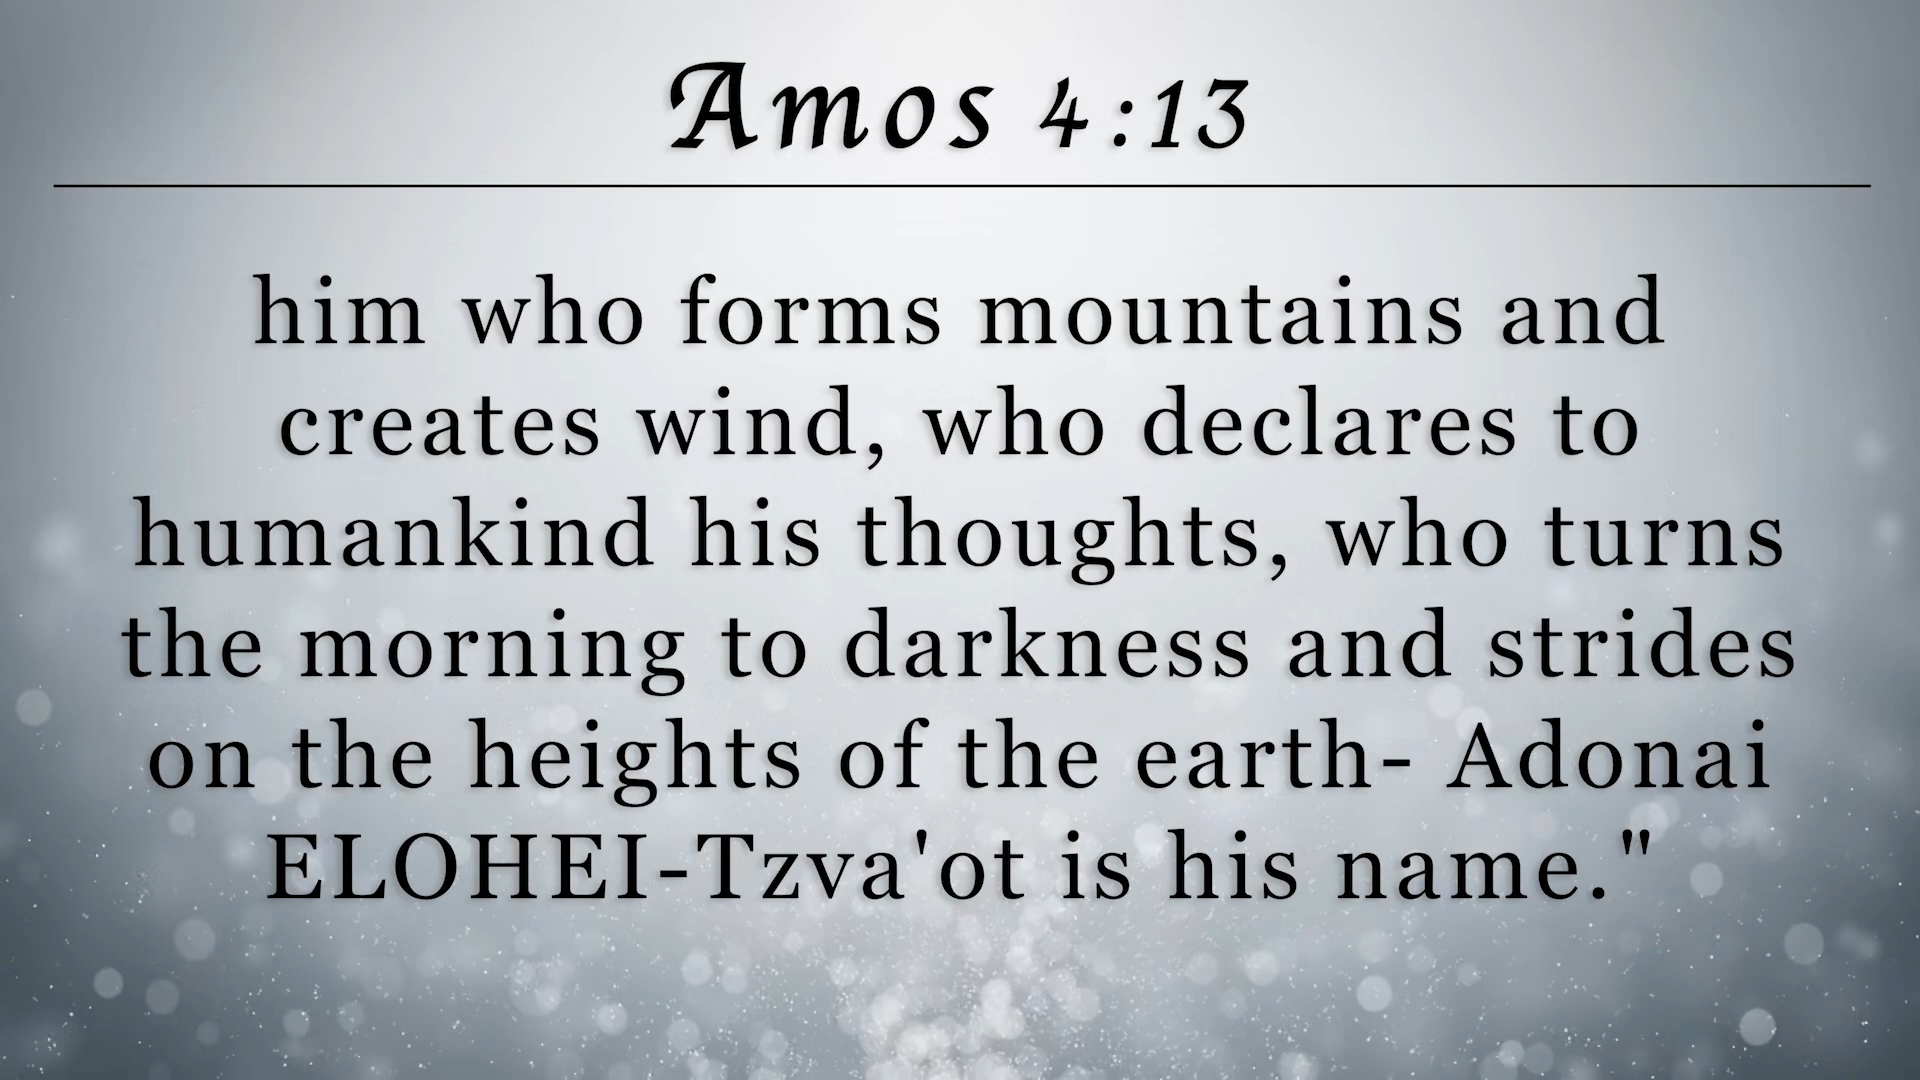 Amos 4:13
him who forms mountains and
creates wind, who declares to
humankind his thoughts, who turns
the morning to darkness and strides
on the heights of the earth- Adonai
ELOHEI-Tzva'ot is his name."